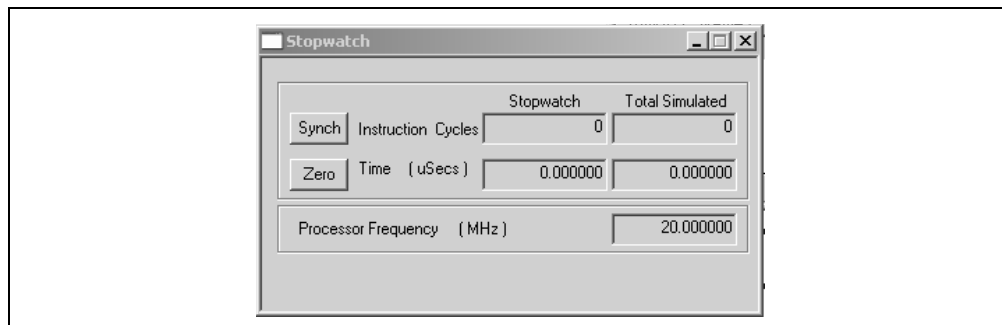 Stopwatch
Stopwatch Total Simulated
Synch Instruction Cycles 0 0
Zero Time ( uSecs ) 0.000000 0.000000
Processor Frequency ( MHz ) 20.000000